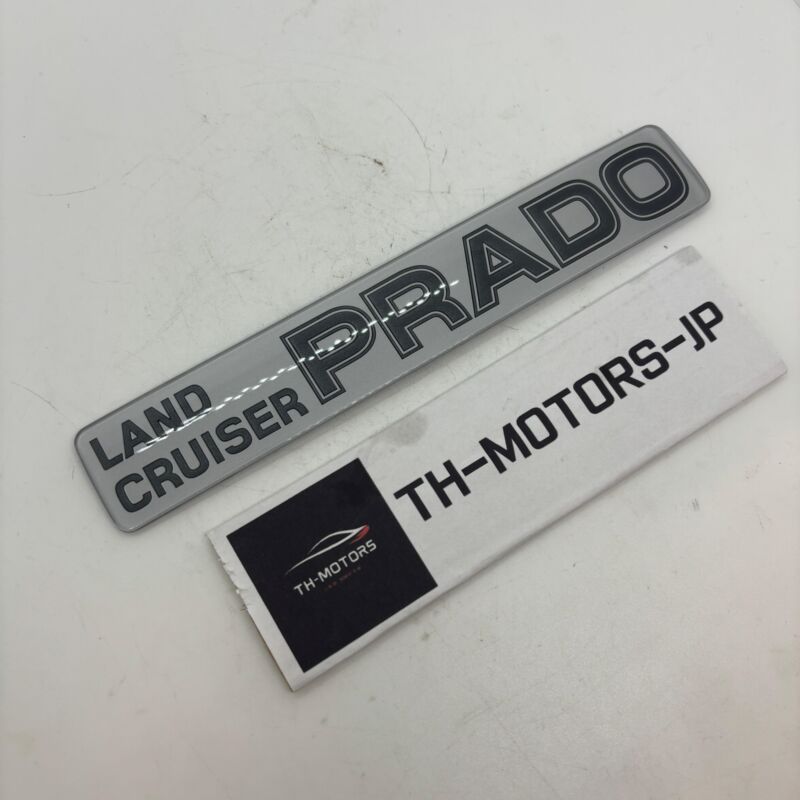 LAND
CRUISER
PRADO
TH-MOTORS-JP
TH-MOTORS